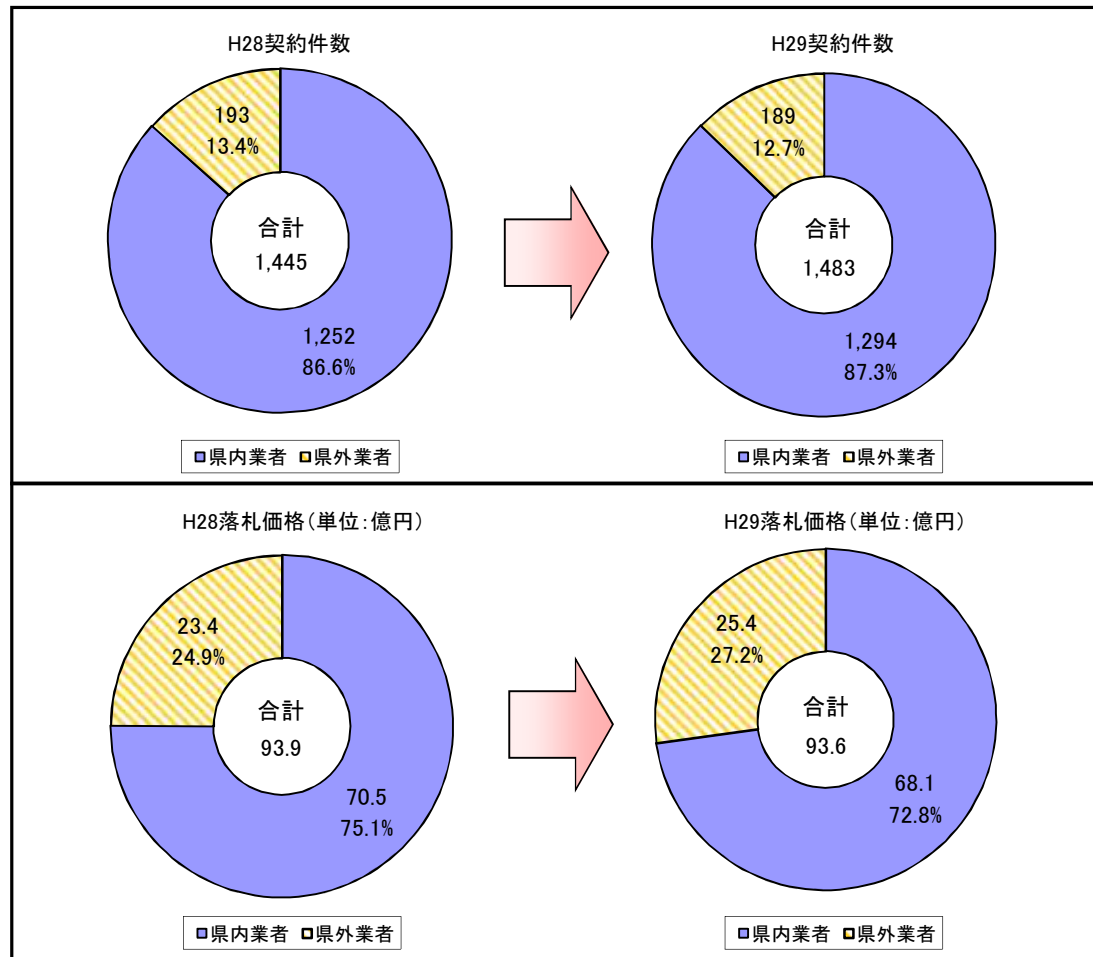 H28契約件数
193
13.4%
合計
1,445
1,252
86.6%
■県内業者 県外業者
H29契約件数
189
12.7%
合計
1,483
1,294
87.3%
■県内業者 県外業者
H28落札価格(単位:億円)
23.4
24.9%
合計
93.9
70.5
75.1%
■県内業者 県外業者
H29落札価格(単位:億円)
25.4
27.2%
合計
93.6
68.1
72.8%
■県内業者 県外業者